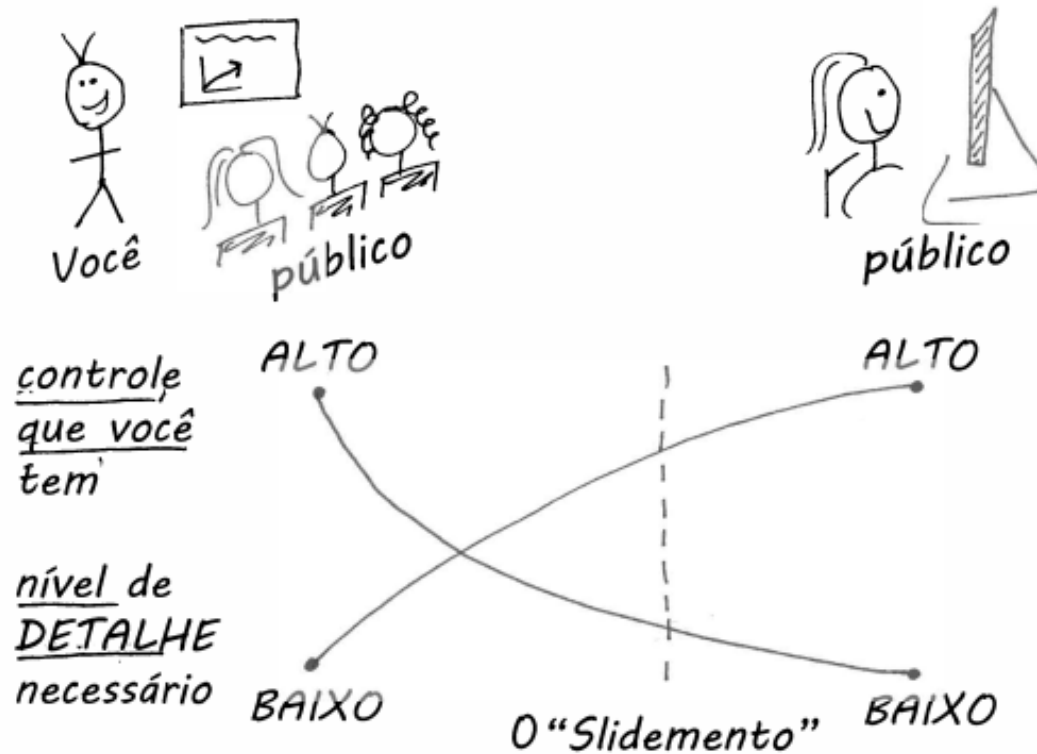 Você
público
público
controle
que você
tem
ALTO
ALTO
nível de
DETALHE
necessário
BAIXO
BAIXO
O “Slidemento”